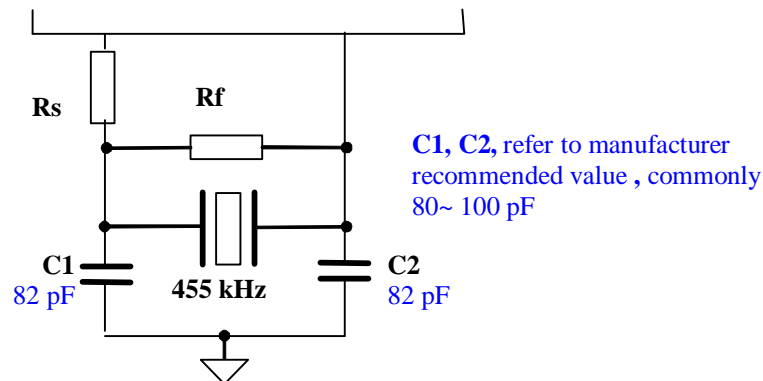 Rs
Rf
C1, C2, refer to manufacturer
recommended value , commonly
80~ 100 pF
C1
82 pF
455 kHz
C2
82 pF